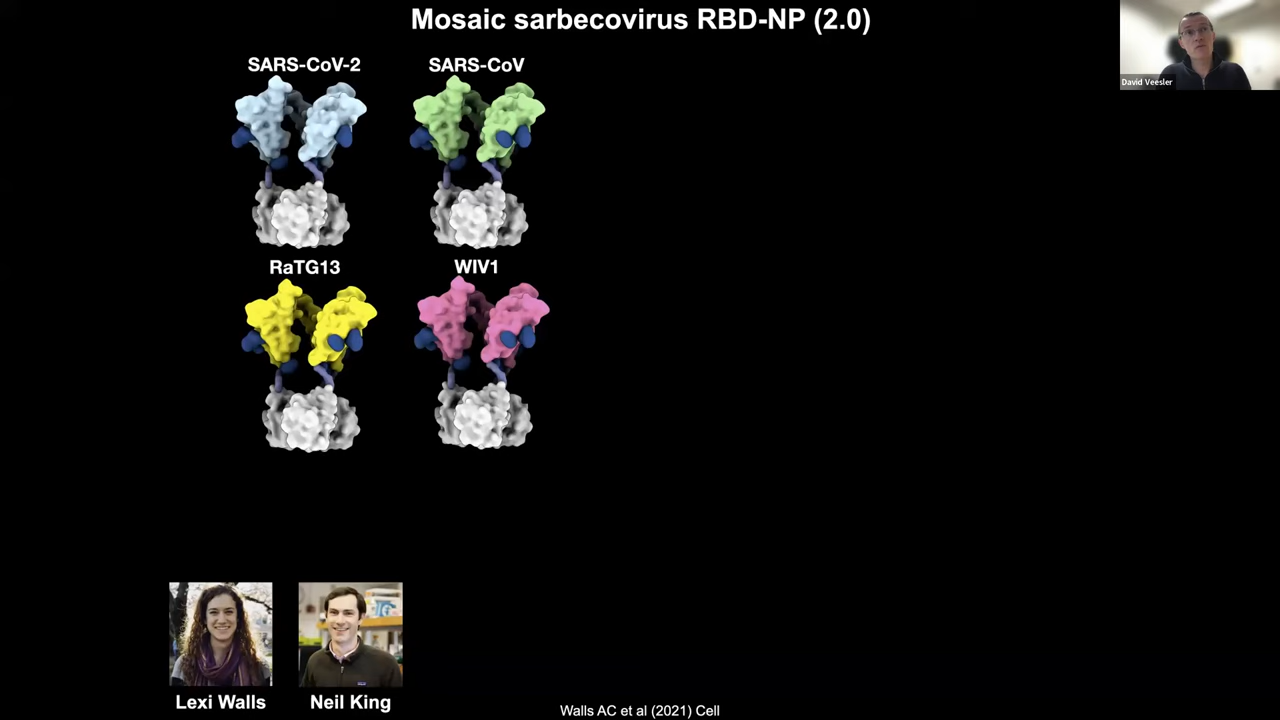 Mosaic sarbecovirus RBD-NP (2.0)
David Veesler
SARS-CoV-2
SARS-CoV
RaTG13
WIV1
Lexi Walls
Neil King
Walls AC et al (2021) Cell